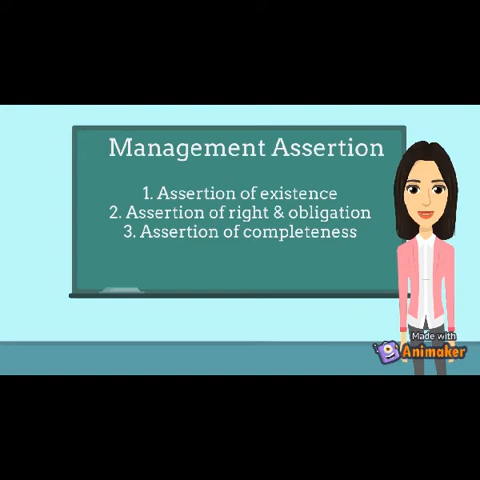 Management Assertion
1. Assertion of existence
2. Assertion of right & obligation
3. Assertion of completeness
Made with
Animaker